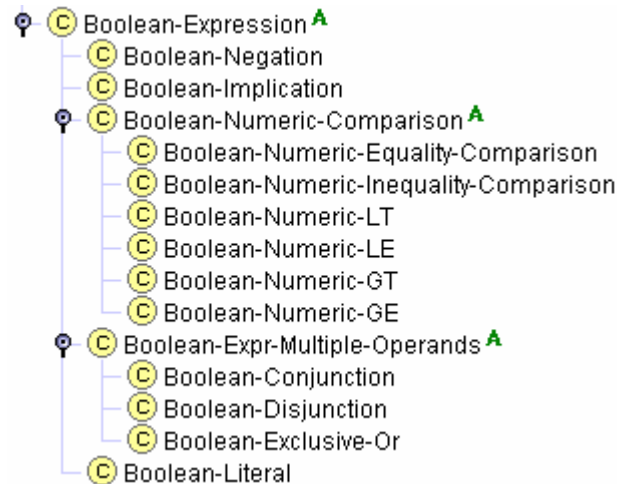 C Boolean-Expression A
C Boolean-Negation
C Boolean-Implication
C Boolean-Numeric-Comparison A
C Boolean-Numeric-Equality-Comparison
C Boolean-Numeric-Inequality-Comparison
C Boolean-Numeric-LT
C Boolean-Numeric-LE
C Boolean-Numeric-GT
C Boolean-Numeric-GE
C Boolean-Expr-Multiple-Operands A
C Boolean-Conjunction
C Boolean-Disjunction
C Boolean-Exclusive-Or
C Boolean-Literal